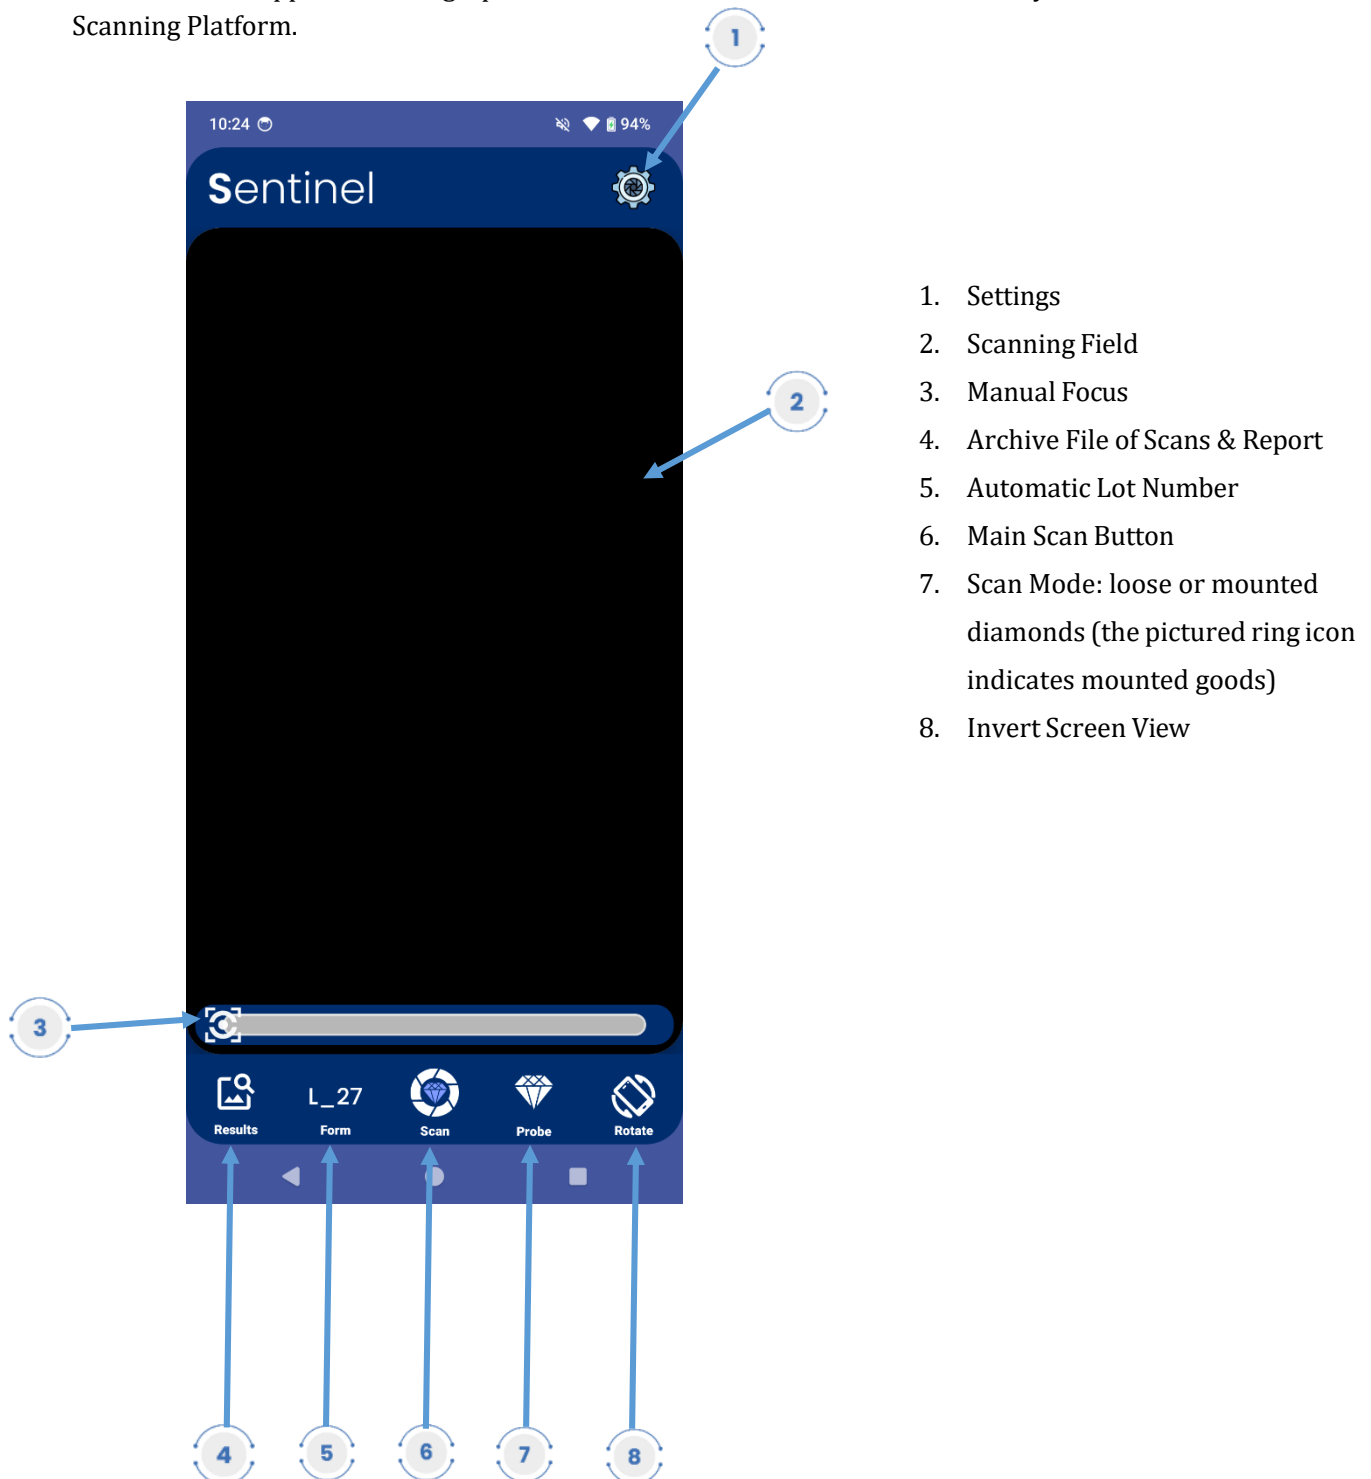 Scanning Platform.
1
10:24
94%
Sentinel
2
3
L_27
Results
Form
Scan
Probe
Rotate
4
5
6
7
8
1. Settings
2. Scanning Field
3. Manual Focus
4. Archive File of Scans & Report
5. Automatic Lot Number
6. Main Scan Button
7. Scan Mode: loose or mounted
diamonds (the pictured ring icon
indicates mounted goods)
8. Invert Screen View